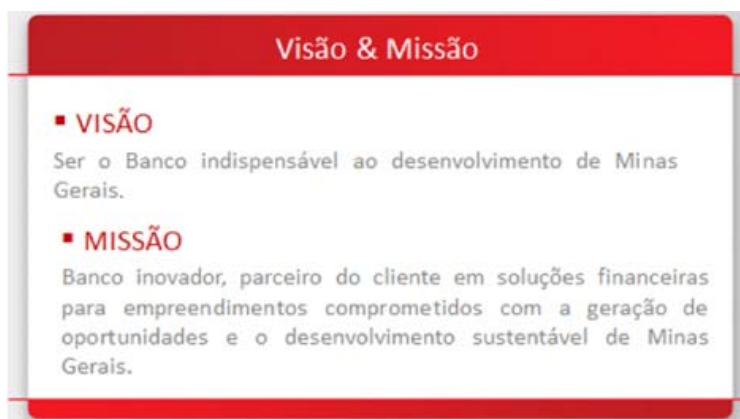 Visão & Missão
▪ VISÃO
Ser o Banco indispensável ao desenvolvimento de Minas
Gerais.
▪ MISSÃO
Banco inovador, parceiro do cliente em soluções financeiras
para empreendimentos comprometidos com a geração de
oportunidades e o desenvolvimento sustentável de Minas
Gerais.